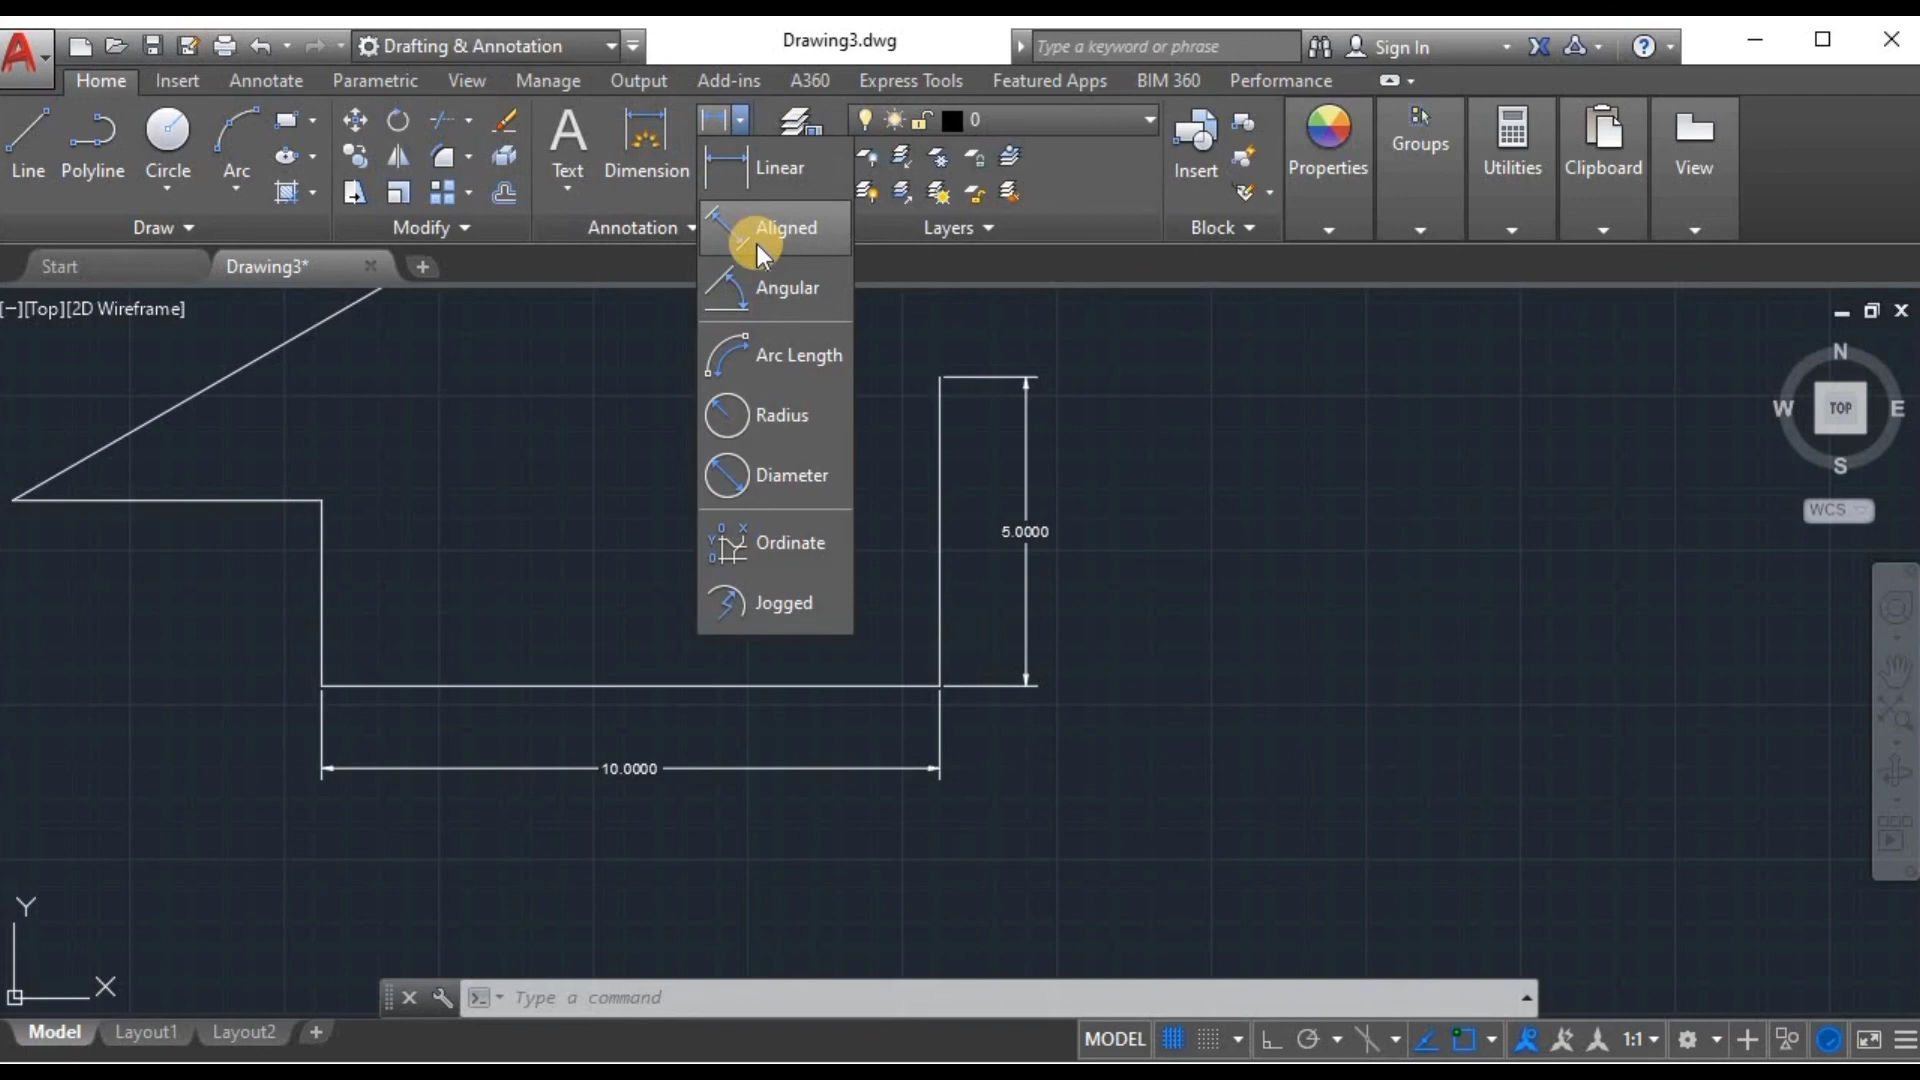 Drafting & Annotation
Drawing3.dwg
Type a keyword or phrase
Sign In
Home
Insert
Annotate
Parametric
View
Manage
Output
Add-ins
A360
Express Tools
Featured Apps
BIM 360
Performance
0
Line
Polyline
Circle
Arc
Text
Dimension
Insert
Properties
Groups
Utilities
Clipboard
View
Draw
Modify
Annotation
Layers
Block
Linear
Aligned
Angular
Arc Length
Radius
Diameter
Ordinate
Jogged
Start
Drawing3*
[−][Top][2D Wireframe]
N
W
TOP
E
S
WCS
5.0000
10.0000
Y
X
Type a command
Model
Layout1
Layout2
MODEL
1:1